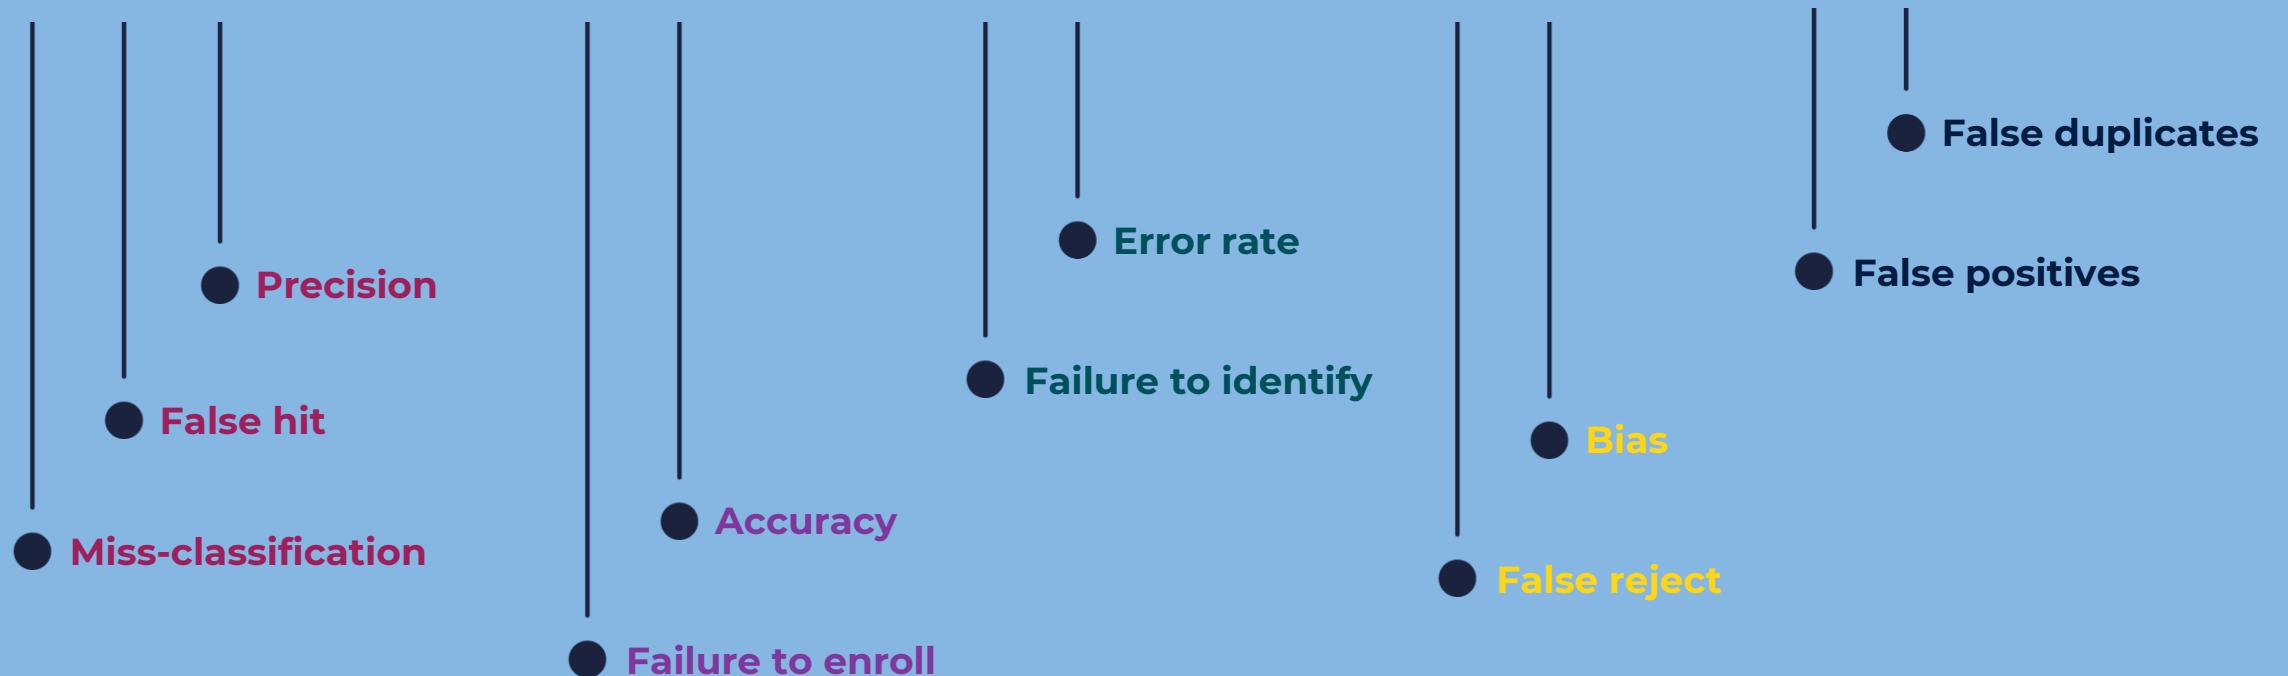 Precision
False hit
Miss-classification
Accuracy
Failure to enroll
Error rate
Failure to identify
Bias
False reject
False duplicates
False positives